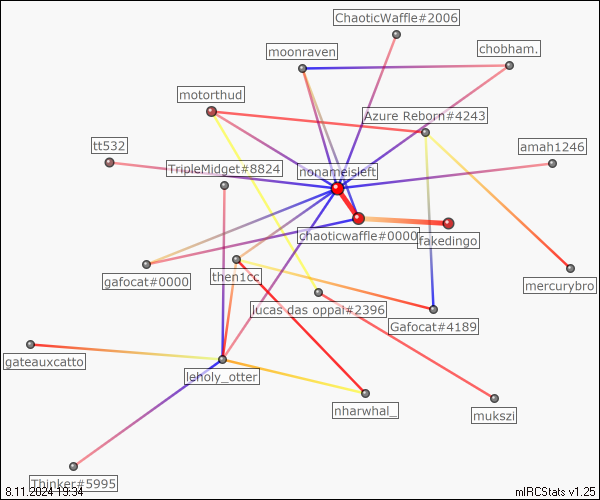 ChaoticWaffle#2006
moonraven
chobham.
motorthud
Azure Reborn#4243
tt532
amah1246
TripleMidget#8824
nonameisleft
chaoticwaffle#0000
fakedingo
gafocat#0000
then1cc
mercurybro
lucas das oppai#2396
Gafocat#4189
gateauxcatto
leholy_otter
nharwhal_
mukszi
Thinker#5995
8.11.2024 19:34
mIRCStats v1.25